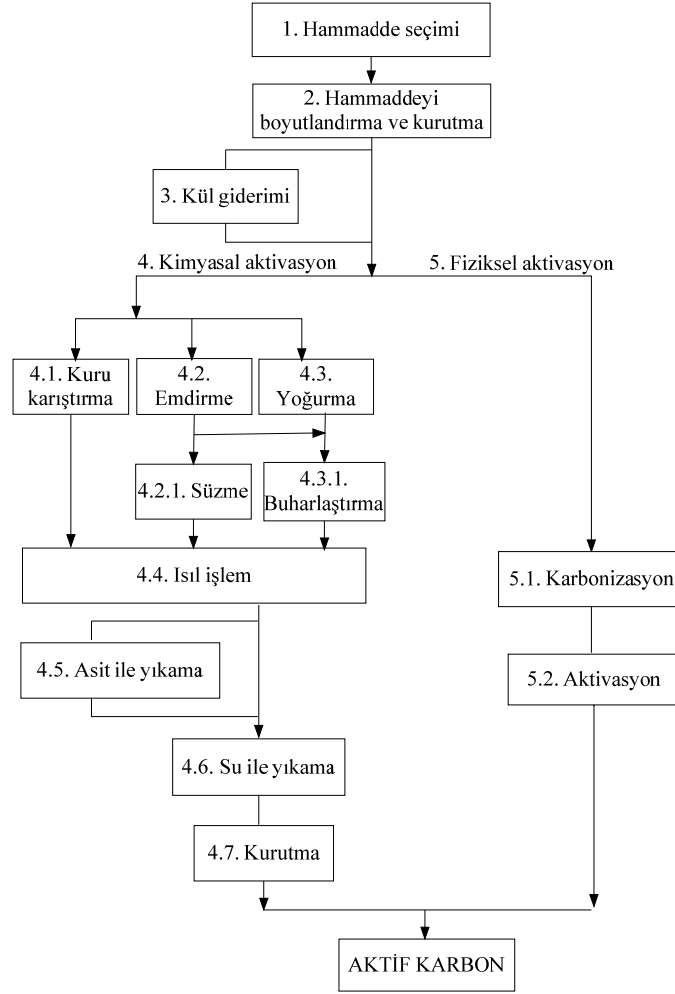 1. Hammadde seçimi
2. Hammaddeyi
boyutlandırma ve kurutma
3. Kül giderimi
4. Kimyasal aktivasyon
5. Fiziksel aktivasyon
4.1. Kuru
karıştırma
4.2.
Emdirme
4.3.
Yoğurma
4.2.1. Süzme
4.3.1.
Buharlaştırma
4.4. Isıl işlem
5.1. Karbonizasyon
4.5. Asit ile yıkama
5.2. Aktivasyon
4.6. Su ile yıkama
4.7. Kurutma
AKTİF KARBON